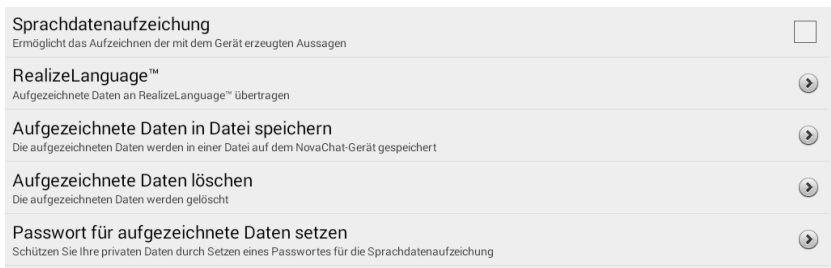 Sprachdatenaufzeichung
Ermöglicht das Aufzeichnen der mit dem Gerät erzeugten Aussagen
RealizeLanguage™
Aufgezeichnete Daten an RealizeLanguage™ übertragen
Aufgezeichnete Daten in Datei speichern
Die aufgezeichneten Daten werden in einer Datei auf dem NovaChat-Gerät gespeichert
Aufgezeichnete Daten löschen
Die aufgezeichneten Daten werden gelöscht
Passwort für aufgezeichnete Daten setzen
Schützen Sie Ihre privaten Daten durch Setzen eines Passwortes für die Sprachdatenaufzeichung